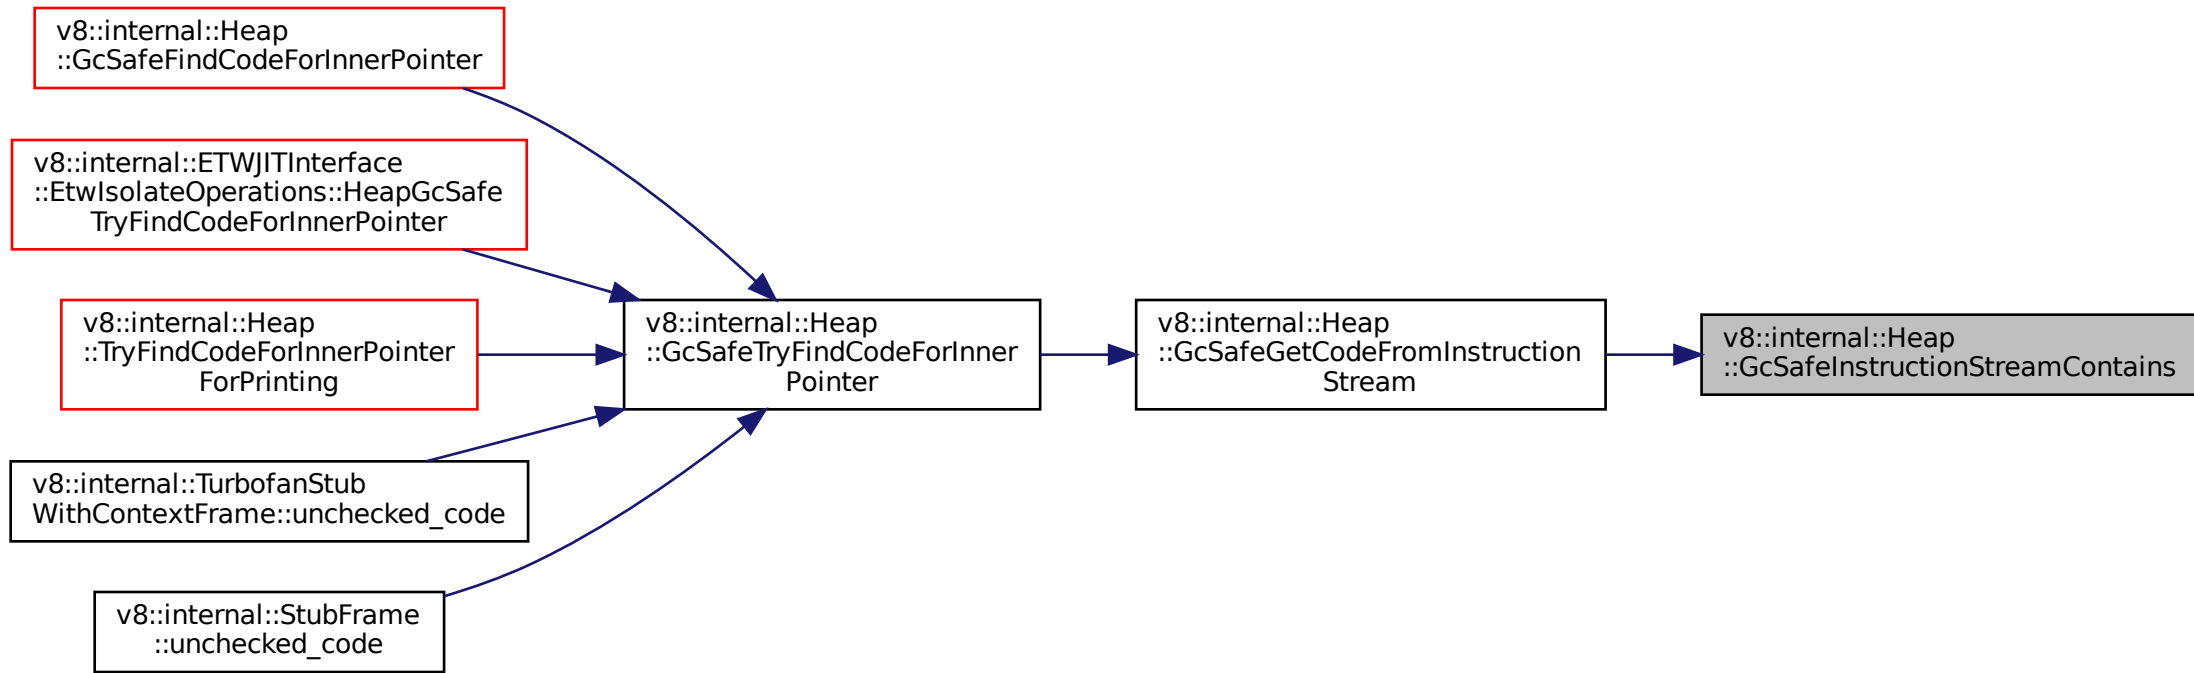 v8::internal::Heap
::GcSafeFindCodeForInnerPointer
v8::internal::ETWJITInterface
::EtwIsolateOperations::HeapGcSafe
TryFindCodeForInnerPointer
v8::internal::Heap
::TryFindCodeForInnerPointer
ForPrinting
v8::internal::TurbofanStub
WithContextFrame::unchecked_code
v8::internal::StubFrame
::unchecked_code
v8::internal::Heap
::GcSafeTryFindCodeForInner
Pointer
v8::internal::Heap
::GcSafeGetCodeFromInstruction
Stream
v8::internal::Heap
::GcSafeInstructionStreamContains